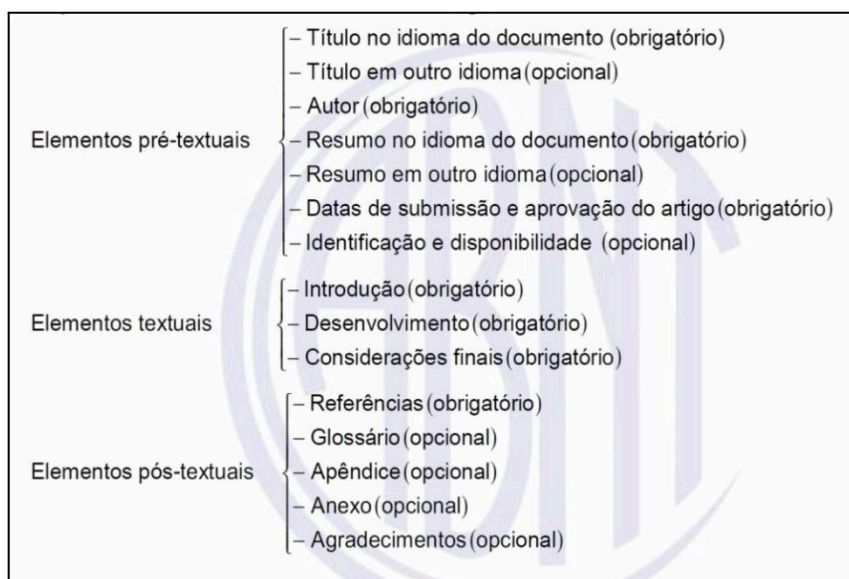 – Título no idioma do documento (obrigatório)
– Título em outro idioma (opcional)
– Autor (obrigatório)
Elementos pré-textuais – Resumo no idioma do documento (obrigatório)
– Resumo em outro idioma (opcional)
– Datas de submissão e aprovação do artigo (obrigatório)
– Identificação e disponibilidade (opcional)
– Introdução (obrigatório)
Elementos textuais – Desenvolvimento (obrigatório)
– Considerações finais (obrigatório)
– Referências (obrigatório)
– Glossário (opcional)
Elementos pós-textuais – Apêndice (opcional)
– Anexo (opcional)
– Agradecimentos (opcional)
ABNT